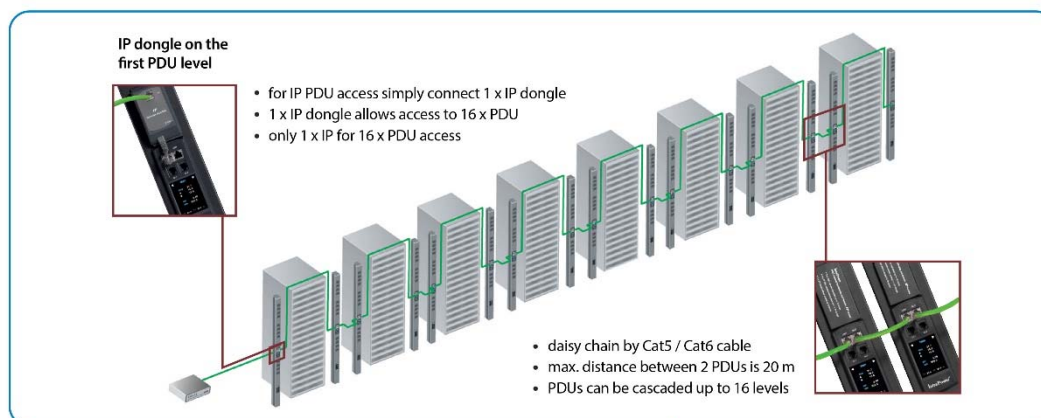 IP dongle on the
first PDU level
• for IP PDU access simply connect 1 x IP dongle
• 1 x IP dongle allows access to 16 x PDU
• only 1 x IP for 16 x PDU access
• daisy chain by Cat5 / Cat6 cable
• max. distance between 2 PDUs is 20 m
• PDUs can be cascaded up to 16 levels